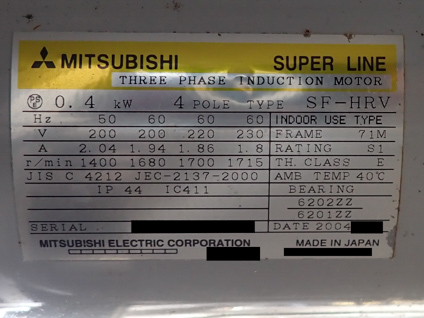 MITSUBISHI SUPER LINE
THREE PHASE INDUCTION MOTOR
0.4 kW 4 POLE TYPE SF-HRV
Hz 50 60 60 60 INDOOR USE TYPE
V 200 200 220 230 FRAME 71M
A 2.04 1.94 1.86 1.8 RATING S1
r/min 1400 1680 1700 1715 TH. CLASS E
JIS C 4212 JEC-2137-2000 AMB TEMP 40℃
IP 44 IC411 BEARING
6202ZZ
6201ZZ
SERIAL DATE 2004
MITSUBISHI ELECTRIC CORPORATION MADE IN JAPAN